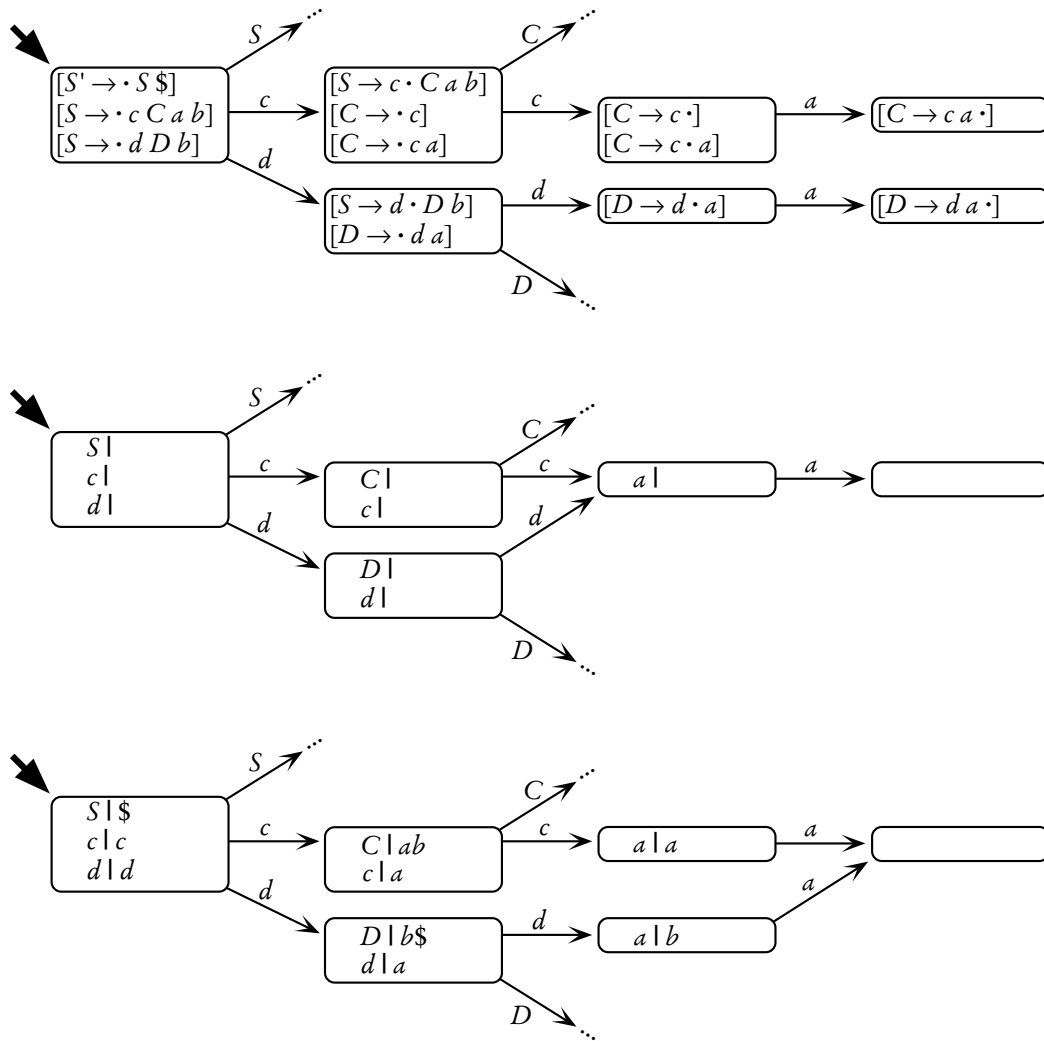 S
C
[S' → · S $]
[S → · c C a b]
[S → · d D b]
c
[S → c · C a b]
[C → · c]
[C → · c a]
c
[C → c ·]
[C → c · a]
a
[C → c a ·]
d
[S → d · D b]
[D → · d a]
d
[D → d · a]
a
[D → d a ·]
D
...
S
C
S |
c |
d |
c
C |
c |
c
a |
a
d
D |
d |
d
D
...
S
C
S | $
c | c
d | d
c
C | ab
c | a
c
a | a
a
d
D | b$
d | a
d
a | b
a
D
...